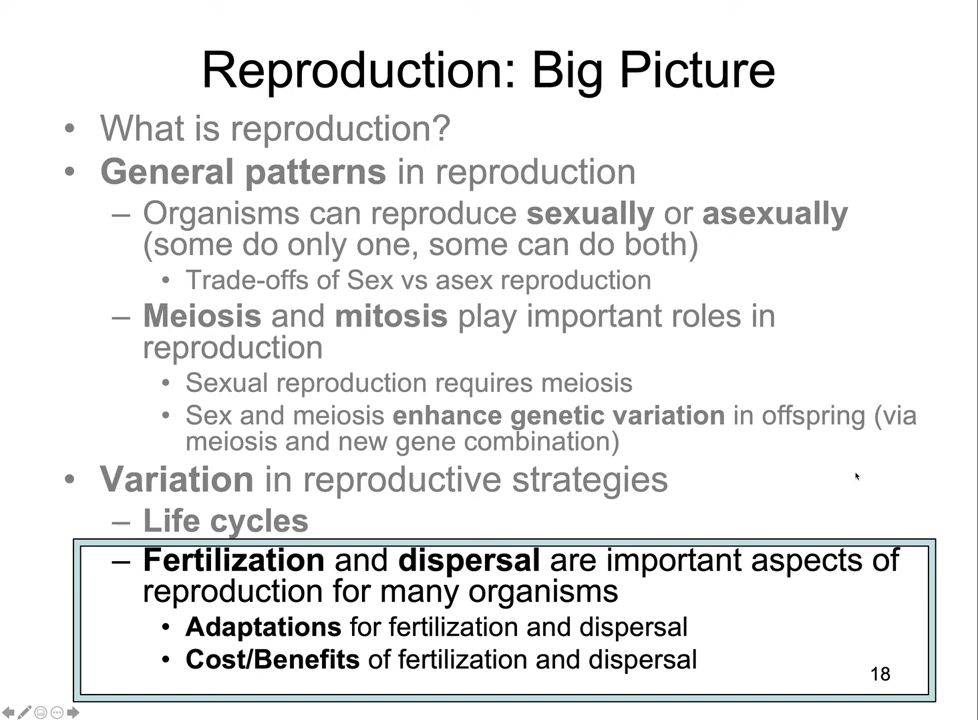 Reproduction: Big Picture
• What is reproduction?
• General patterns in reproduction
– Organisms can reproduce sexually or asexually
(some do only one, some can do both)
• Trade-offs of Sex vs asex reproduction
– Meiosis and mitosis play important roles in
reproduction
• Sexual reproduction requires meiosis
• Sex and meiosis enhance genetic variation in offspring (via
meiosis and new gene combination)
• Variation in reproductive strategies
– Life cycles
– Fertilization and dispersal are important aspects of
reproduction for many organisms
• Adaptations for fertilization and dispersal
• Cost/Benefits of fertilization and dispersal
18